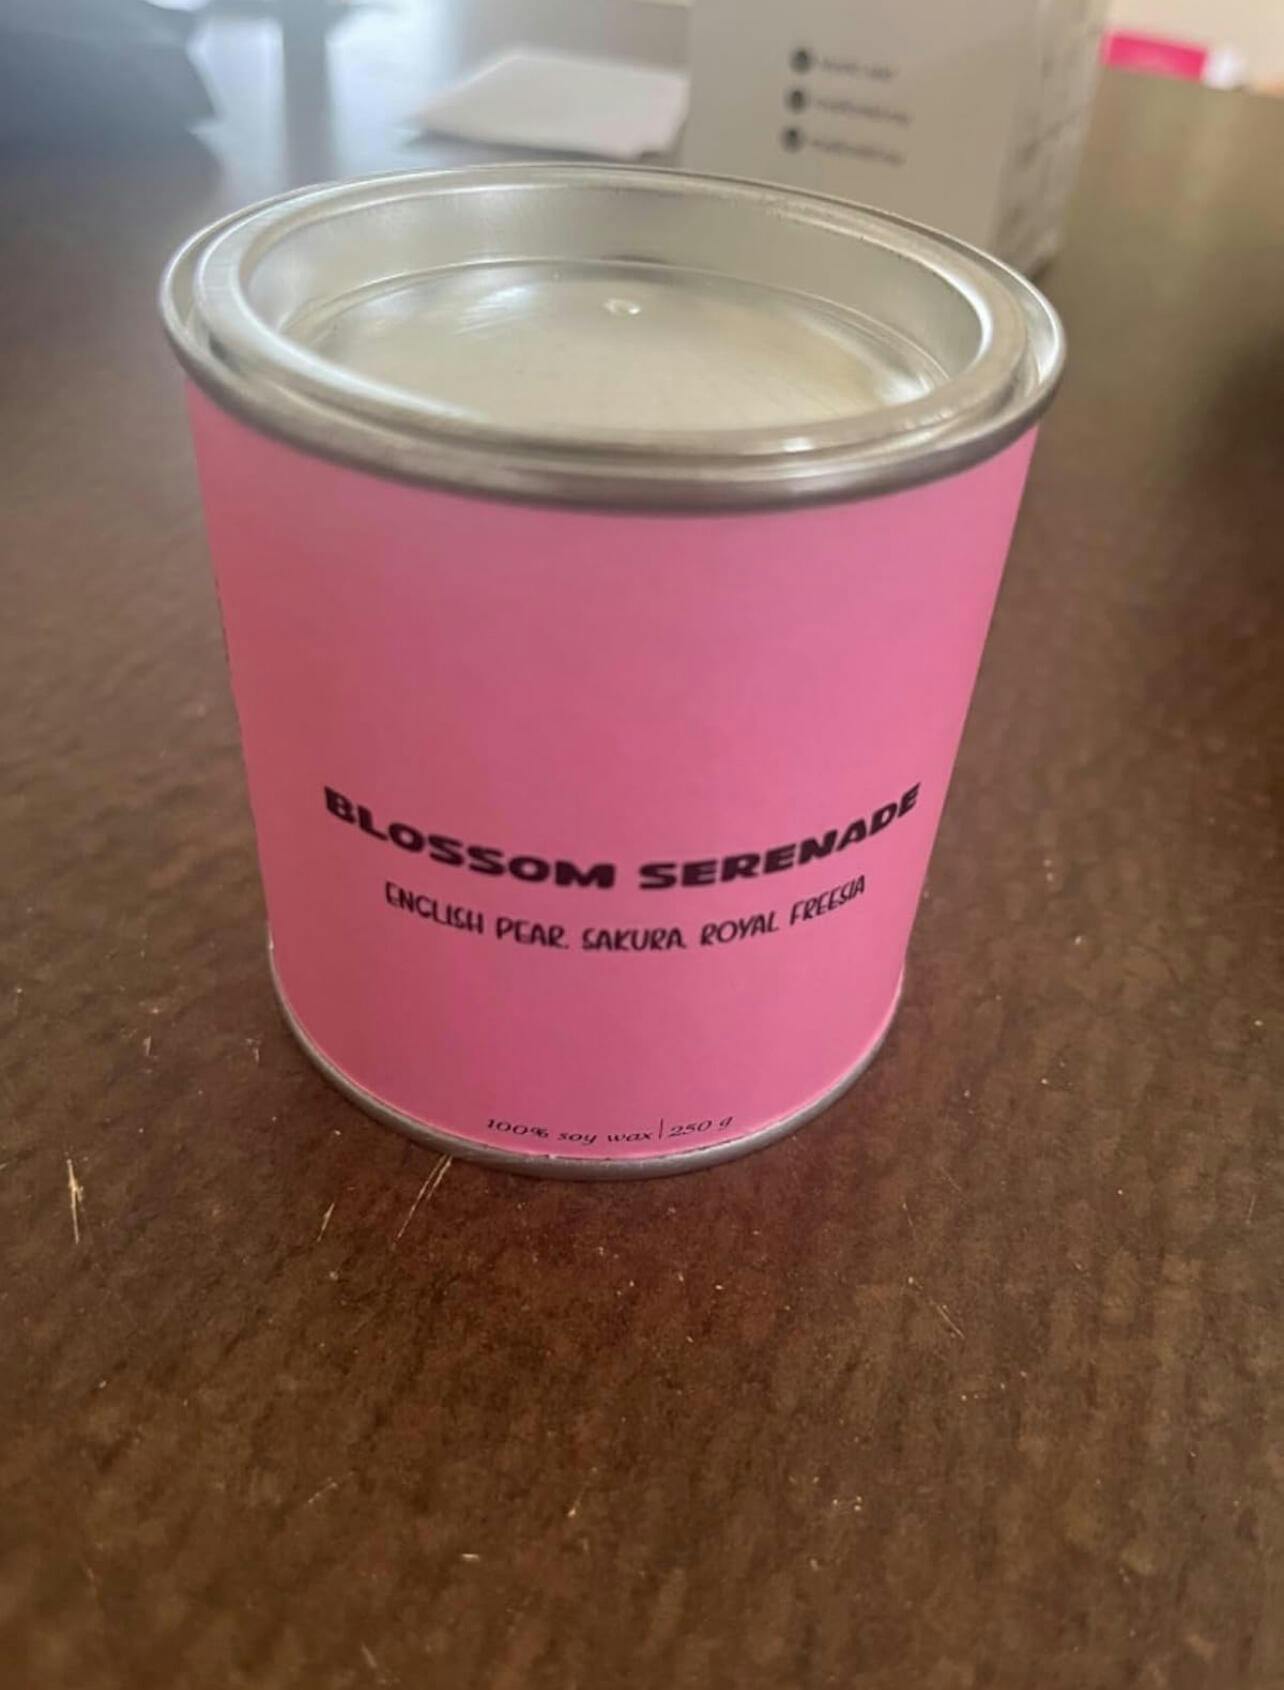 BLOSSOM SERENADE
ENGLISH PEAR, SAKURA, ROYAL FREESIA
100% soy wax | 250 g